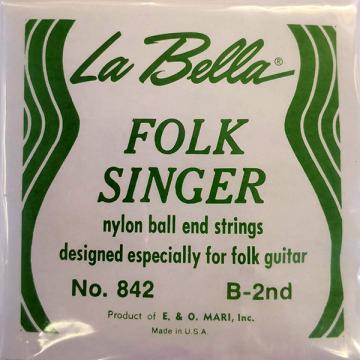 La Bella®
FOLK
SINGER
nylon ball end strings
designed especially for folk guitar
No. 842 B-2nd
Product of E. & O. MARI, Inc.
Made in U.S.A.